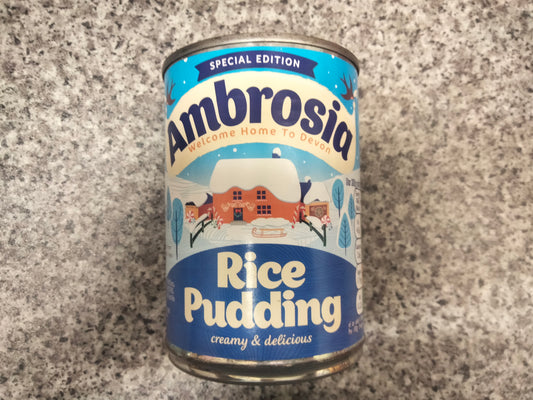 SPECIAL EDITION
Ambrosia
Welcome Home To Devon
Rice
Pudding
creamy & delicious